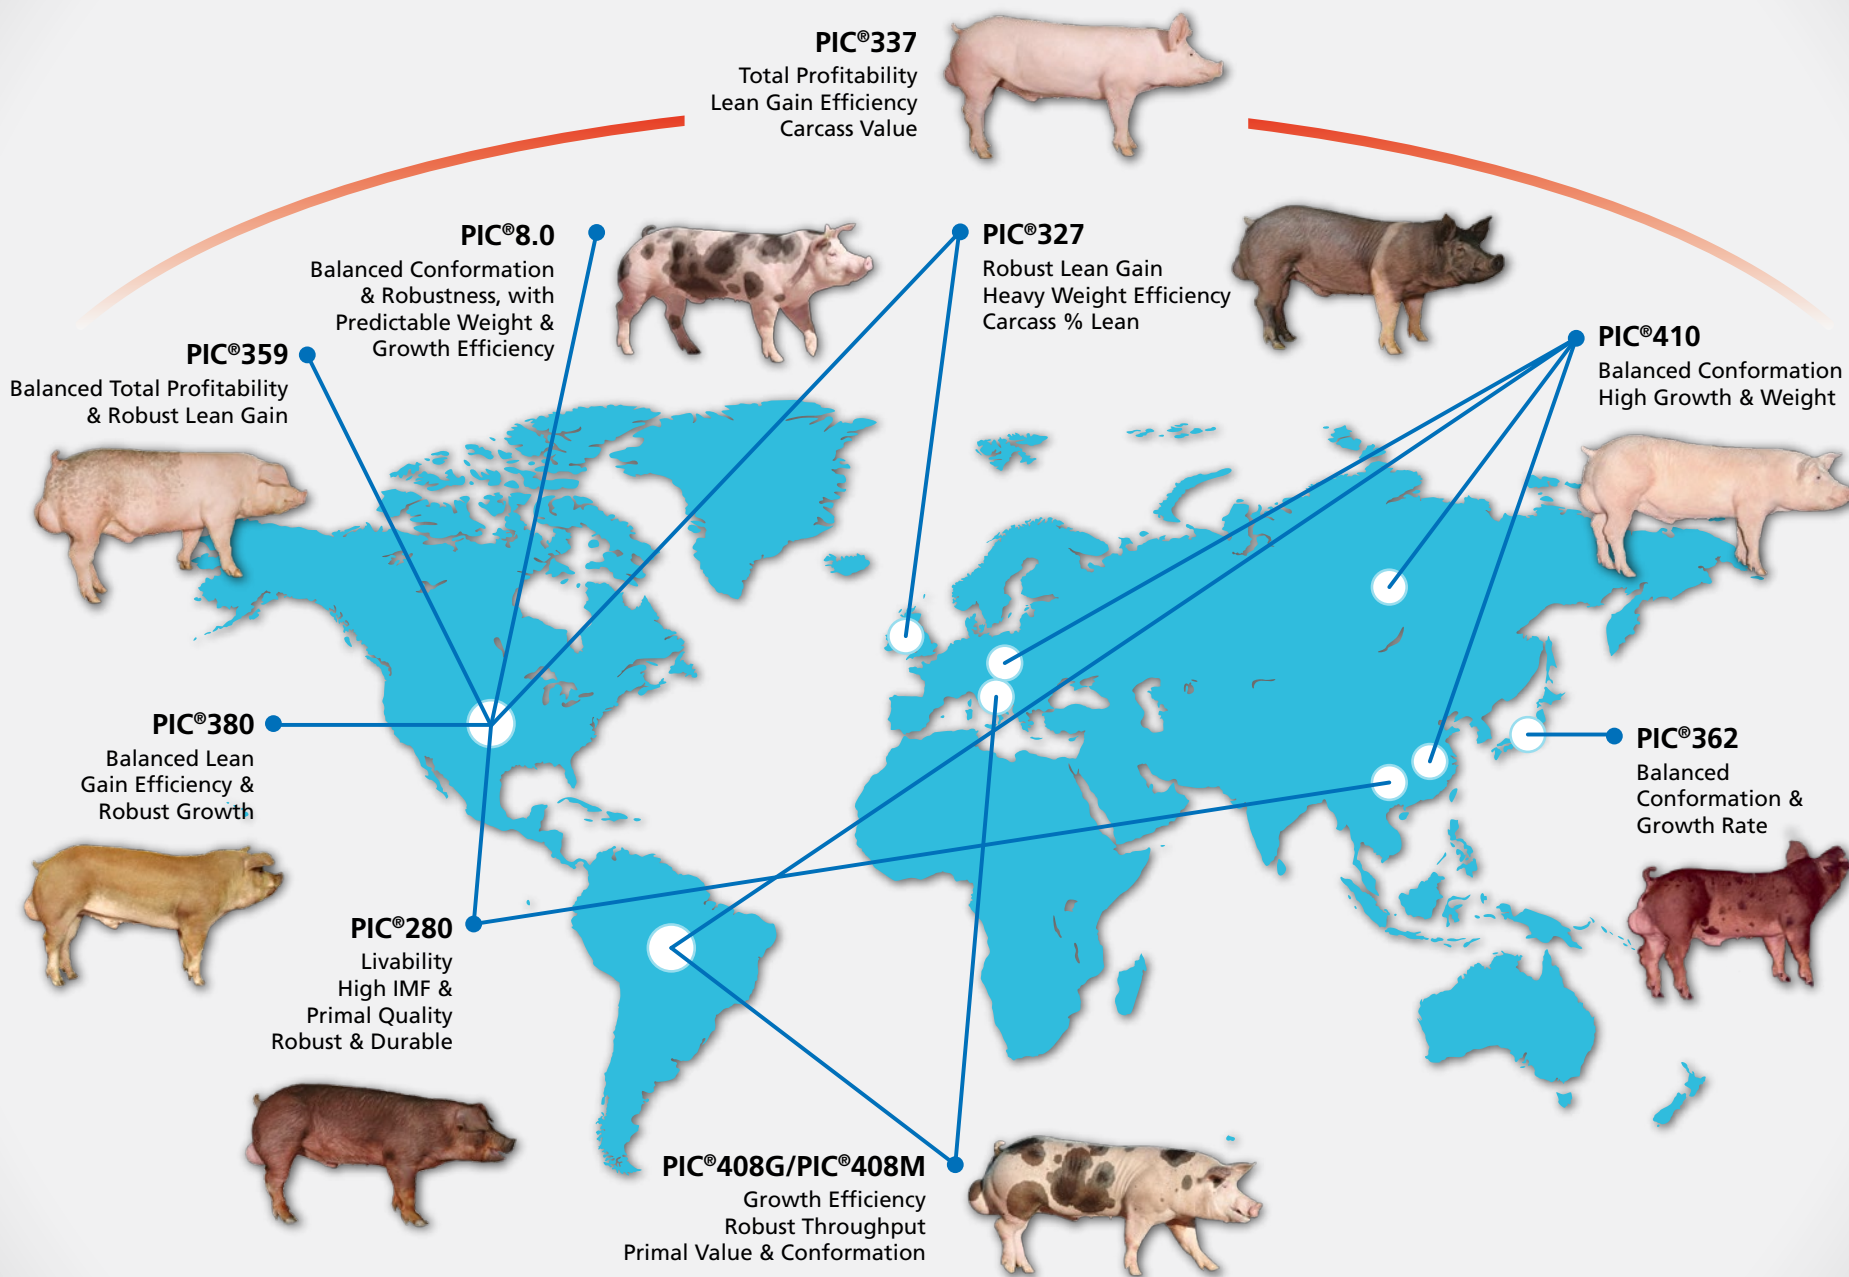 PIC®337
Total Profitability
Lean Gain Efficiency
Carcass Value
PIC®8.0
Balanced Conformation
& Robustness, with
Predictable Weight &
Growth Efficiency
PIC®327
Robust Lean Gain
Heavy Weight Efficiency
Carcass % Lean
PIC®359
Balanced Total Profitability
& Robust Lean Gain
PIC®410
Balanced Conformation
High Growth & Weight
PIC®380
Balanced Lean
Gain Efficiency &
Robust Growth
PIC®362
Balanced
Conformation &
Growth Rate
PIC®280
Livability
High IMF &
Primal Quality
Robust & Durable
PIC®408G/PIC®408M
Growth Efficiency
Robust Throughput
Primal Value & Conformation